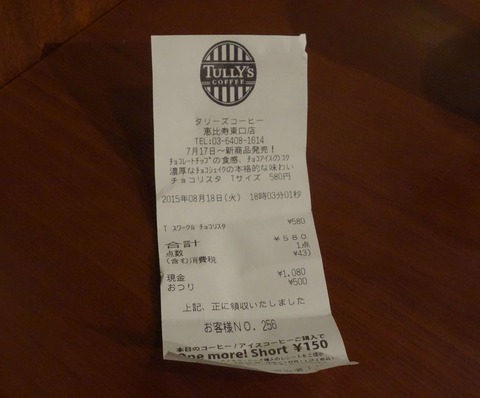 TULLY'S
COFFEE
タリーズコーヒー
恵比寿東口店
TEL:03-6408-1614
7月17日〜新商品発売！
ﾁｮｺﾚｰﾄﾁｯﾌﾟの食感、ﾁｮｺｱｲｽのｺｸ
濃厚なﾁｮｺｼｪｲｸの本格的な味わい
チョコリスタ Tサイズ 580円
2015年08月18日(火) 18時03分01秒
T スワークル チョコリスタ ¥580
合計 ¥580
点数 1点
(含む消費税 ¥43)
現金 ¥1,080
おつり ¥500
上記、正に領収いたしました
お客様NO. 256
本日のコーヒー/アイスコーヒーご購入で
One more! Short ¥150